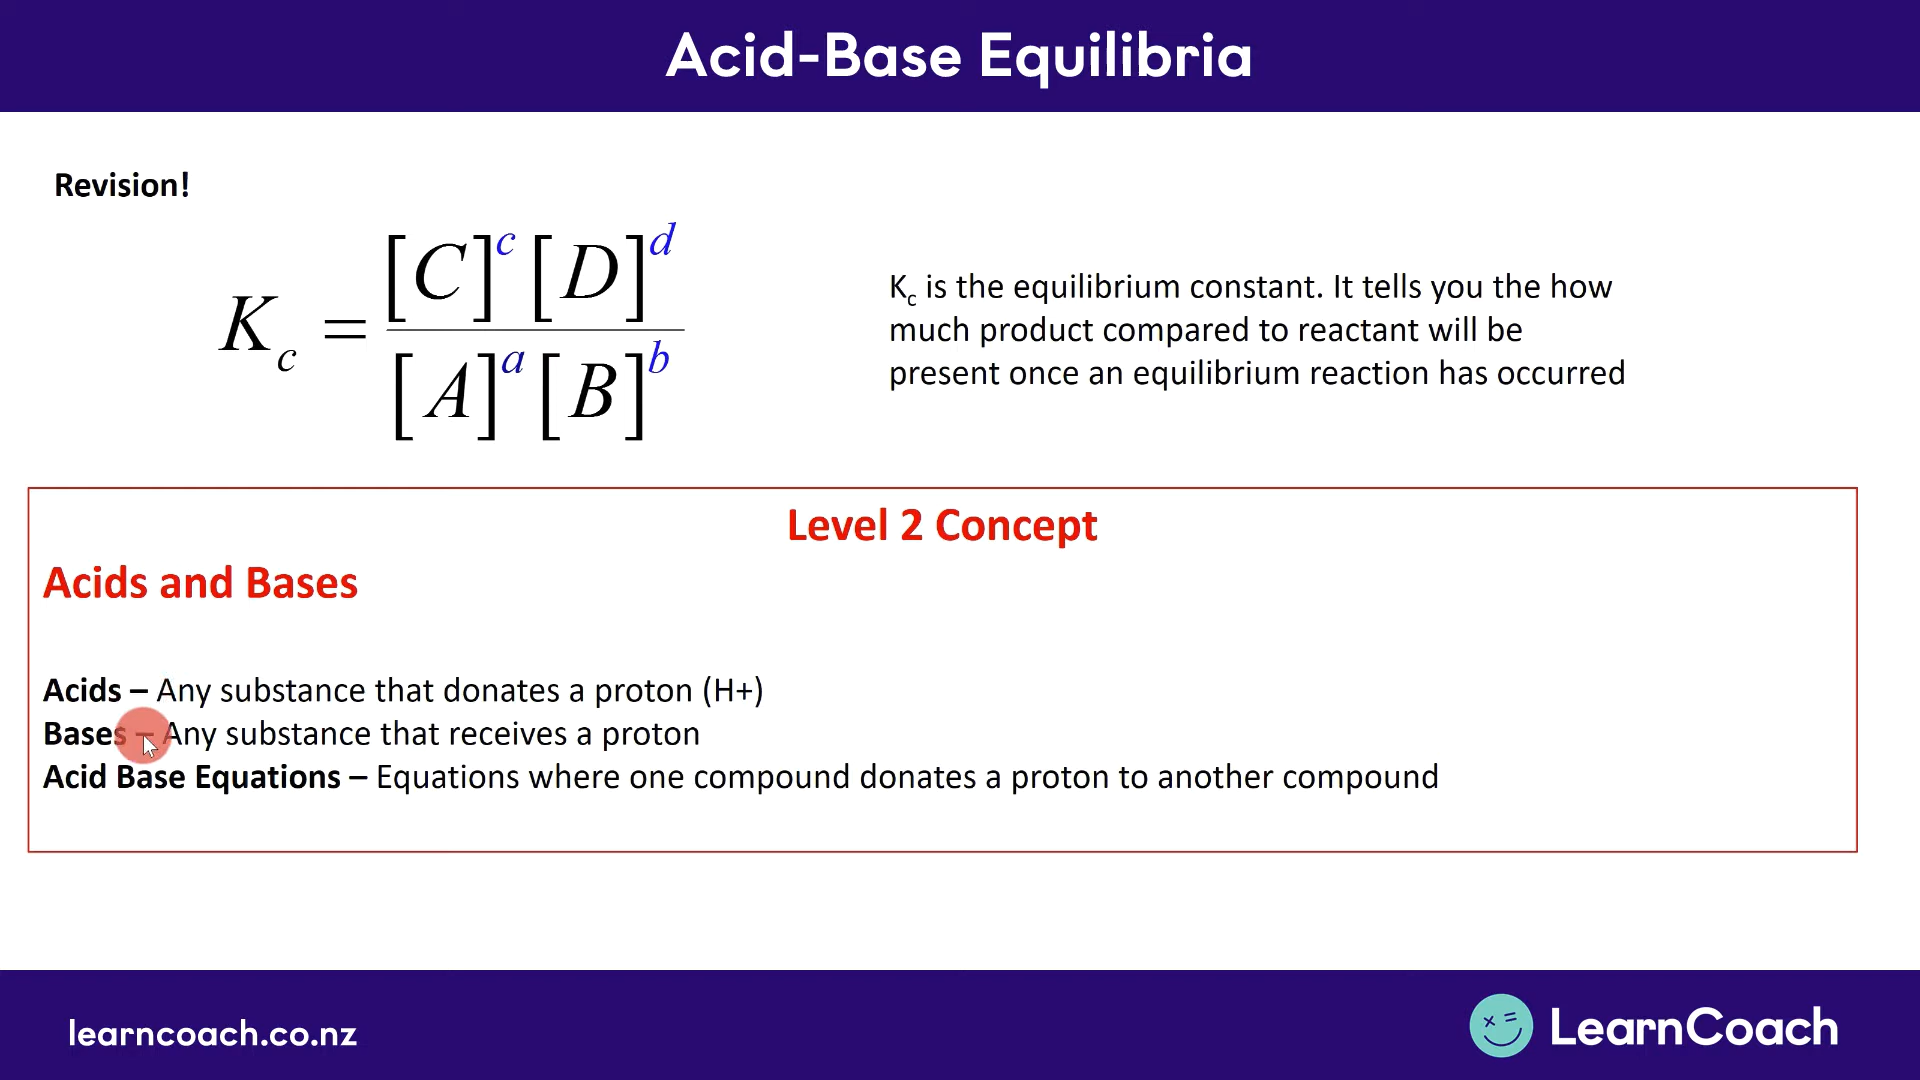 Acid-Base Equilibria
Revision!
K_c = [C]^c [D]^d / [A]^a [B]^b
K_c is the equilibrium constant. It tells you the how
much product compared to reactant will be
present once an equilibrium reaction has occurred
Level 2 Concept
Acids and Bases
Acids – Any substance that donates a proton (H+)
Bases – Any substance that receives a proton
Acid Base Equations – Equations where one compound donates a proton to another compound
learncoach.co.nz
LearnCoach